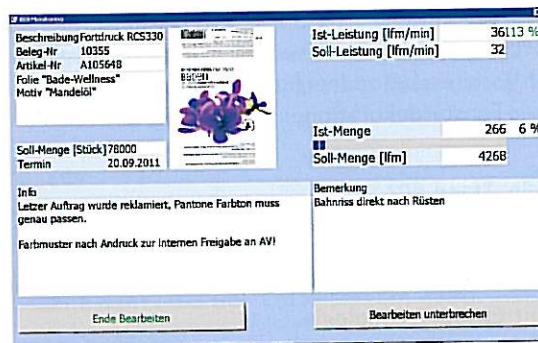 Beschreibung Fortdruck RCS330
Beleg-Nr 10355
Artikel-Nr A105648
Folie "Bade-Wellness"
Motiv "Mandelöl"
Soll-Menge [Stück] 78000
Termin 20.09.2011
Ist-Leistung [lfm/min] 36 113 %
Soll-Leistung [lfm/min] 32
Ist-Menge 266 6 %
Soll-Menge [lfm] 4268
Info
Letzer Auftrag wurde reklamiert, Pantone Farbton muss
genau passen.
Farbmuster nach Andruck zur internen Freigabe an AV!
Bemerkung
Bahnriss direkt nach Rüsten
Ende Bearbeiten
Bearbeiten unterbrechen